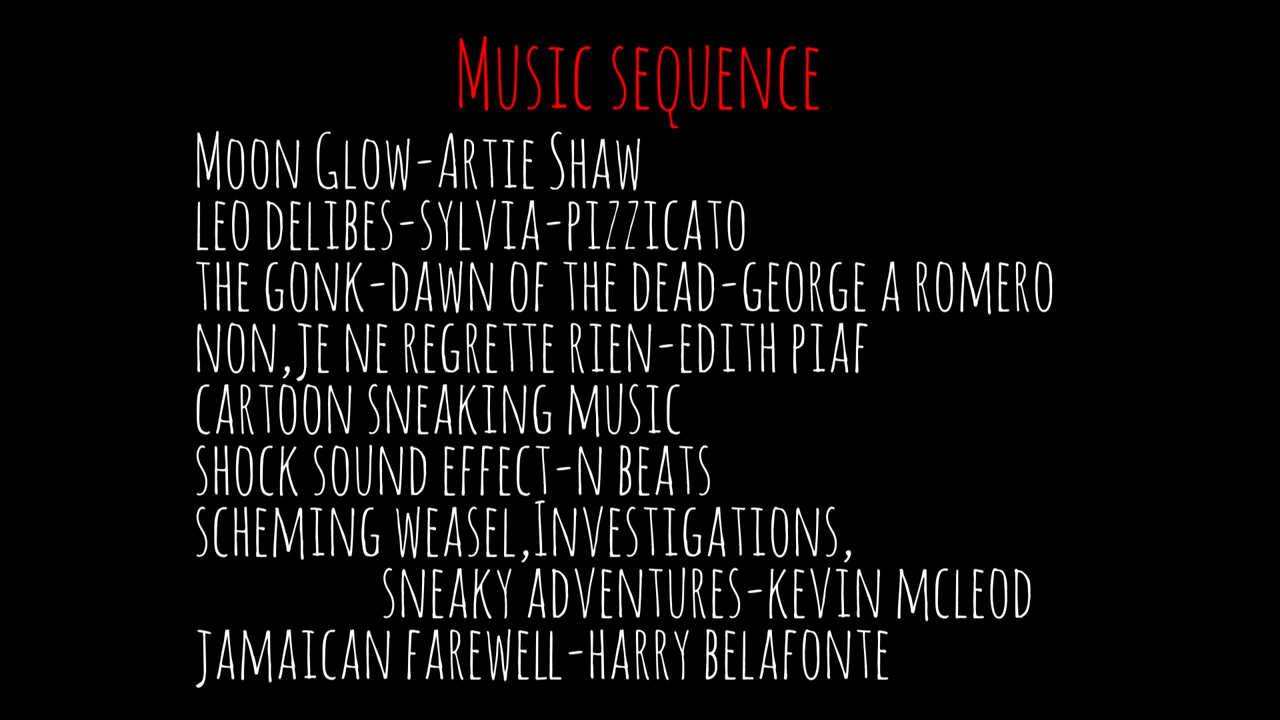 Music sequence
Moon Glow-Artie Shaw
Leo Delibes-Sylvia-Pizzicato
The Gonk-Dawn of the Dead-George A Romero
Non,Je ne regrette rien-Edith Piaf
Cartoon sneaking music
Shock sound effect-N Beats
Scheming weasel,Investigations,
Sneaky adventures-Kevin Mcleod
Jamaican Farewell-Harry Belafonte